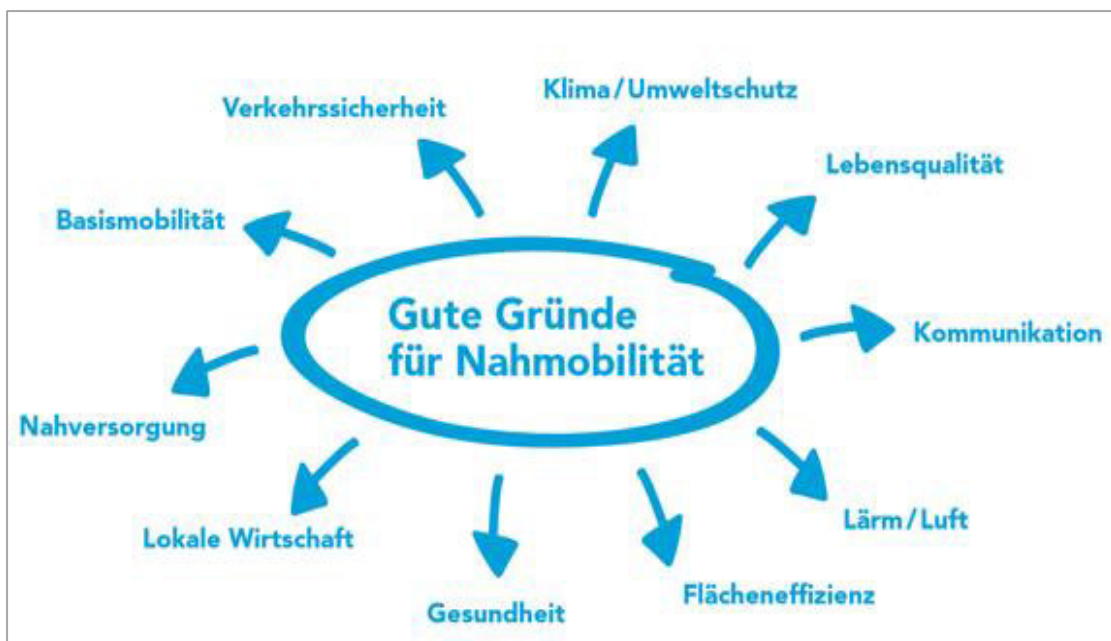 Klima / Umweltschutz
Verkehrssicherheit
Lebensqualität
Basismobilität
Gute Gründe
für Nahmobilität
Kommunikation
Nahversorgung
Lärm / Luft
Lokale Wirtschaft
Flächeneffizienz
Gesundheit